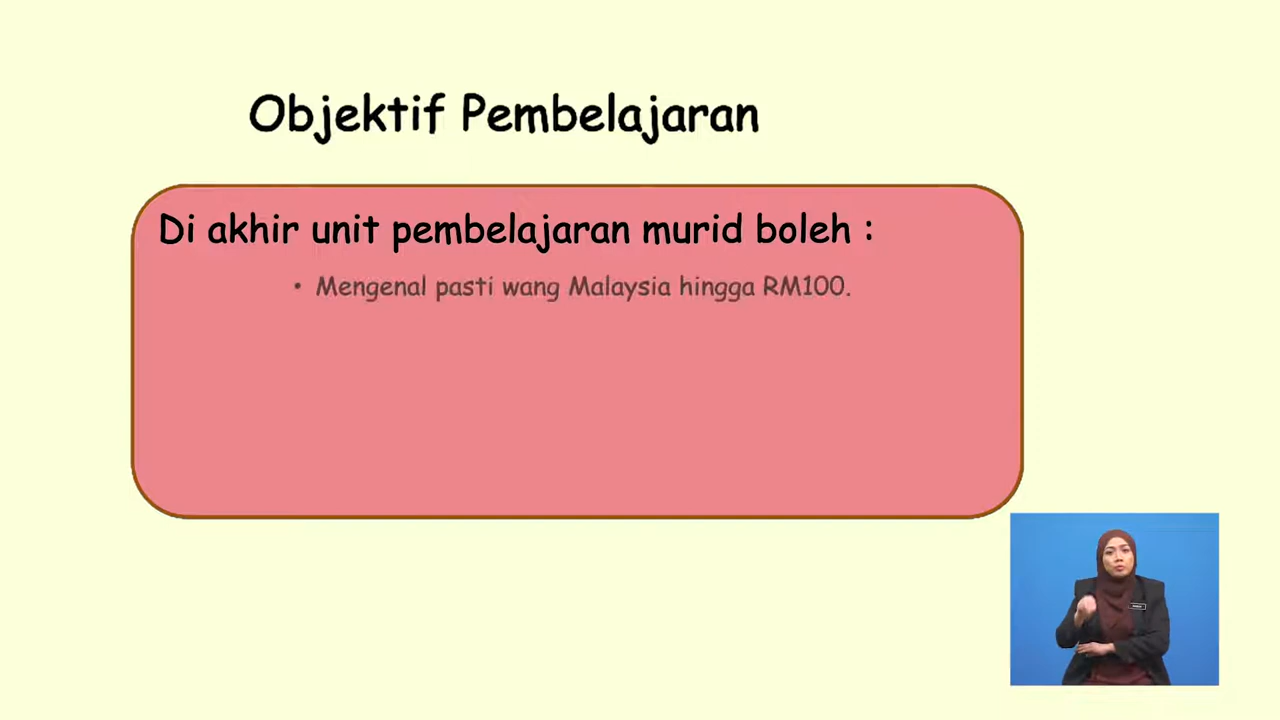 Objektif Pembelajaran
Di akhir unit pembelajaran murid boleh :
• Mengenal pasti wang Malaysia hingga RM100.